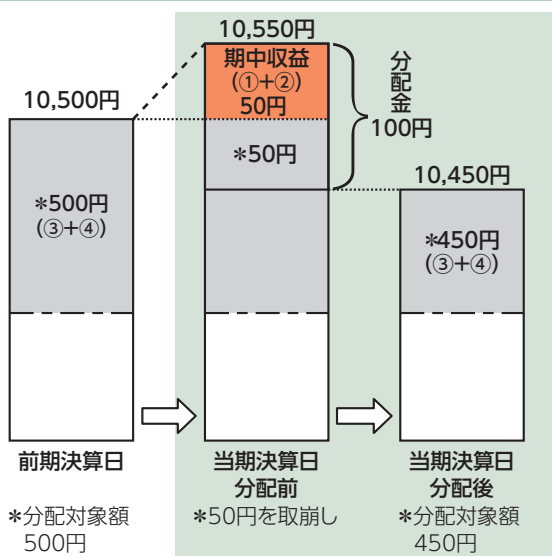 10,550円
期中収益
(①+②)
50円
分配金
100円
10,500円
*50円
10,450円
*500円
(③+④)
*450円
(③+④)
前期決算日
当期決算日
分配前
当期決算日
分配後
*分配対象額
500円
*50円を取崩し
*分配対象額
450円